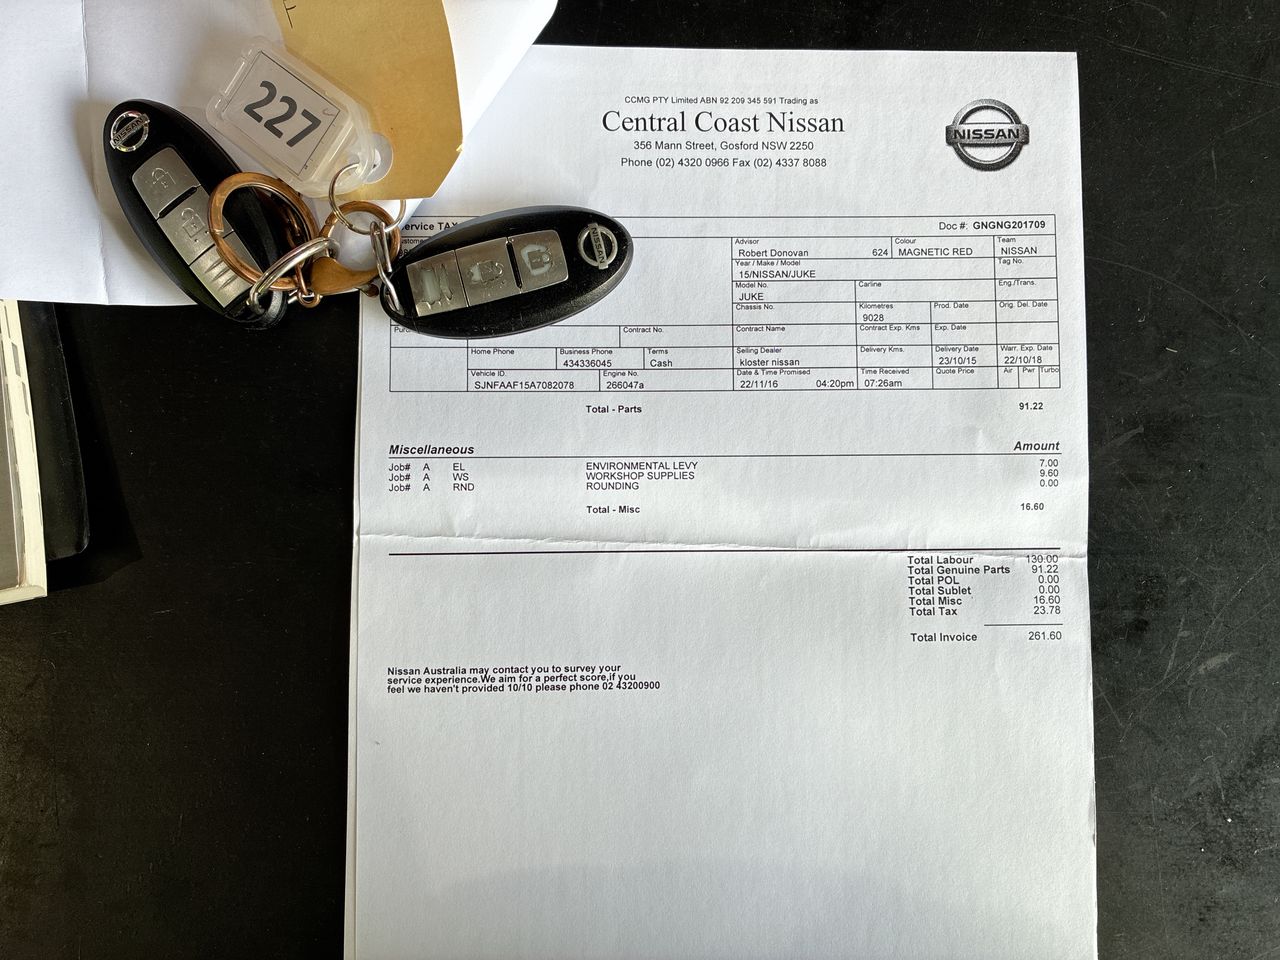 F
227
NISSAN
NISSAN
CCMG PTY Limited ABN 92 209 345 591 Trading as
Central Coast Nissan
356 Mann Street, Gosford NSW 2250
Phone (02) 4320 0966 Fax (02) 4337 8088
NISSAN
ervice TAX
Doc #: GNGNG201709
Advisor Colour Team
Robert Donovan 624 MAGNETIC RED NISSAN
Year / Make / Model Tag No.
15/NISSAN/JUKE
Model No. Carline Eng./Trans.
JUKE
Chassis No. Kilometres Prod. Date Orig. Del. Date
9028
Contract No. Contract Name Contract Exp. Kms Exp. Date
Home Phone Business Phone Terms Selling Dealer Delivery Kms. Delivery Date Warr. Exp. Date
434336045 Cash kloster nissan 23/10/15 22/10/18
Vehicle ID. Engine No. Date & Time Promised Time Received Quote Price Air Pwr Turbo
SJNFAAF15A7082078 266047a 22/11/16 04:20pm 07:26am
Total - Parts 91.22
Miscellaneous Amount
Job# A EL ENVIRONMENTAL LEVY 7.00
Job# A WS WORKSHOP SUPPLIES 9.60
Job# A RND ROUNDING 0.00
Total - Misc 16.60
Total Labour 130.00
Total Genuine Parts 91.22
Total POL 0.00
Total Sublet 0.00
Total Misc 16.60
Total Tax 23.78
Total Invoice 261.60
Nissan Australia may contact you to survey your
service experience.We aim for a perfect score,if you
feel we haven't provided 10/10 please phone 02 43200900